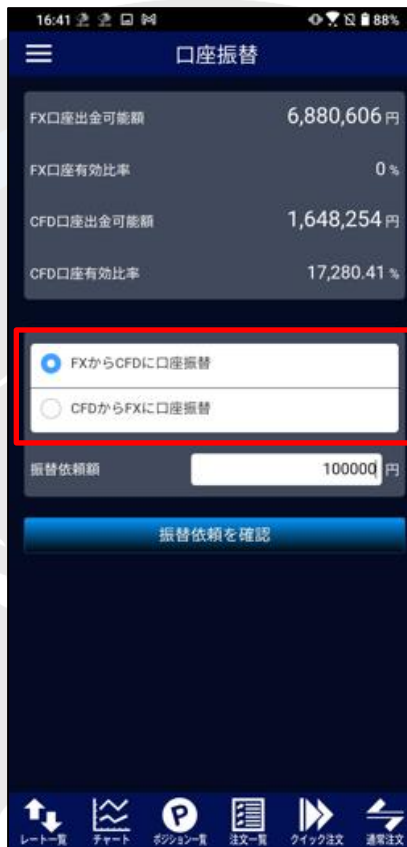 16:41
88%
口座振替
FX口座出金可能額 6,880,606 円
FX口座有効比率 0 %
CFD口座出金可能額 1,648,254 円
CFD口座有効比率 17,280.41 %
FXからCFDに口座振替
CFDからFXに口座振替
振替依頼額 100000 円
振替依頼を確認
レート一覧 チャート ポジション一覧 注文一覧 クイック注文 通常注文